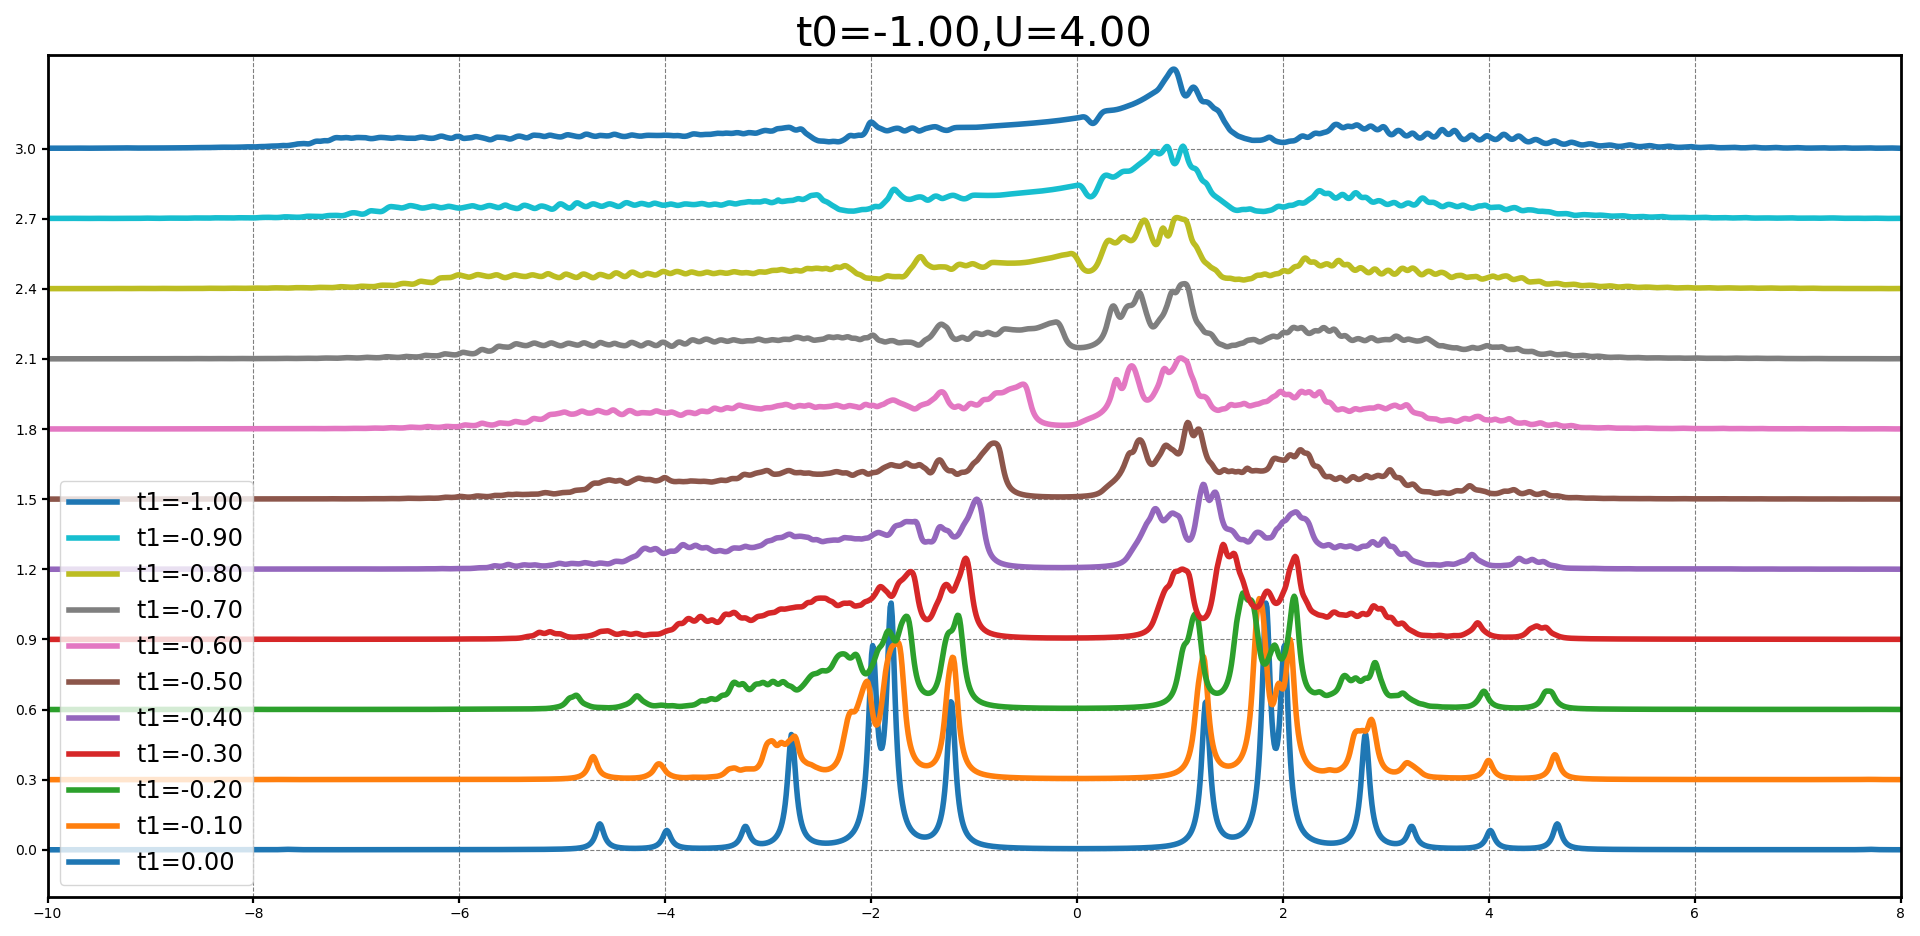 t0=-1.00,U=4.00
3.0
2.7
2.4
2.1
1.8
1.5
1.2
0.9
0.6
0.3
0.0
t1=-1.00
t1=-0.90
t1=-0.80
t1=-0.70
t1=-0.60
t1=-0.50
t1=-0.40
t1=-0.30
t1=-0.20
t1=-0.10
t1=0.00
−10 −8 −6 −4 −2 0 2 4 6 8